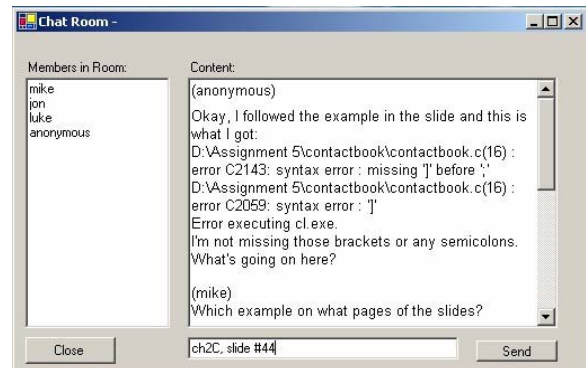 Chat Room -
Members in Room:
mike
jon
luke
anonymous
Content:
(anonymous)
Okay, I followed the example in the slide and this is
what I got:
D:\Assignment 5\contactbook\contactbook.c(16) :
error C2143: syntax error : missing ']' before ';'
D:\Assignment 5\contactbook\contactbook.c(16) :
error C2059: syntax error : ']'
Error executing cl.exe.
I'm not missing those brackets or any semicolons.
What's going on here?
(mike)
Which example on what pages of the slides?
Close
ch2C, slide #44
Send